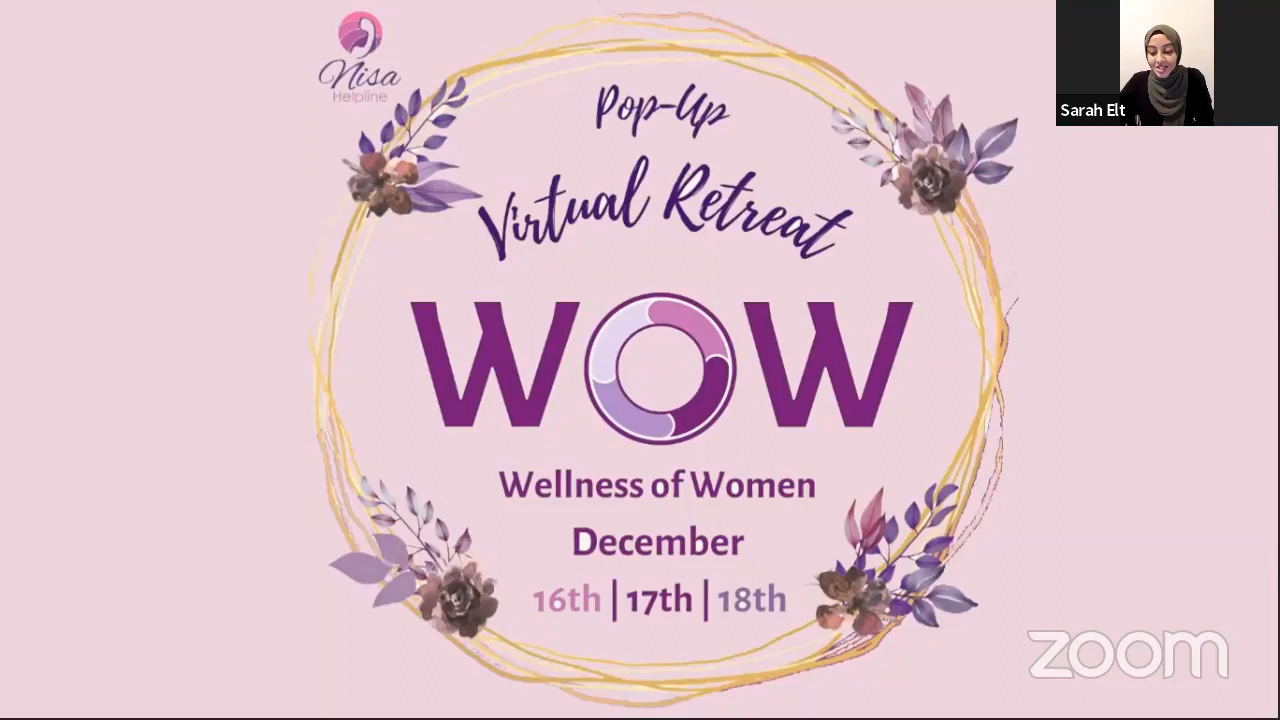 Nisa
Helpline
Sarah Elt
Pop-Up
Virtual Retreat
WOW
Wellness of Women
December
16th|17th|18th
zoom